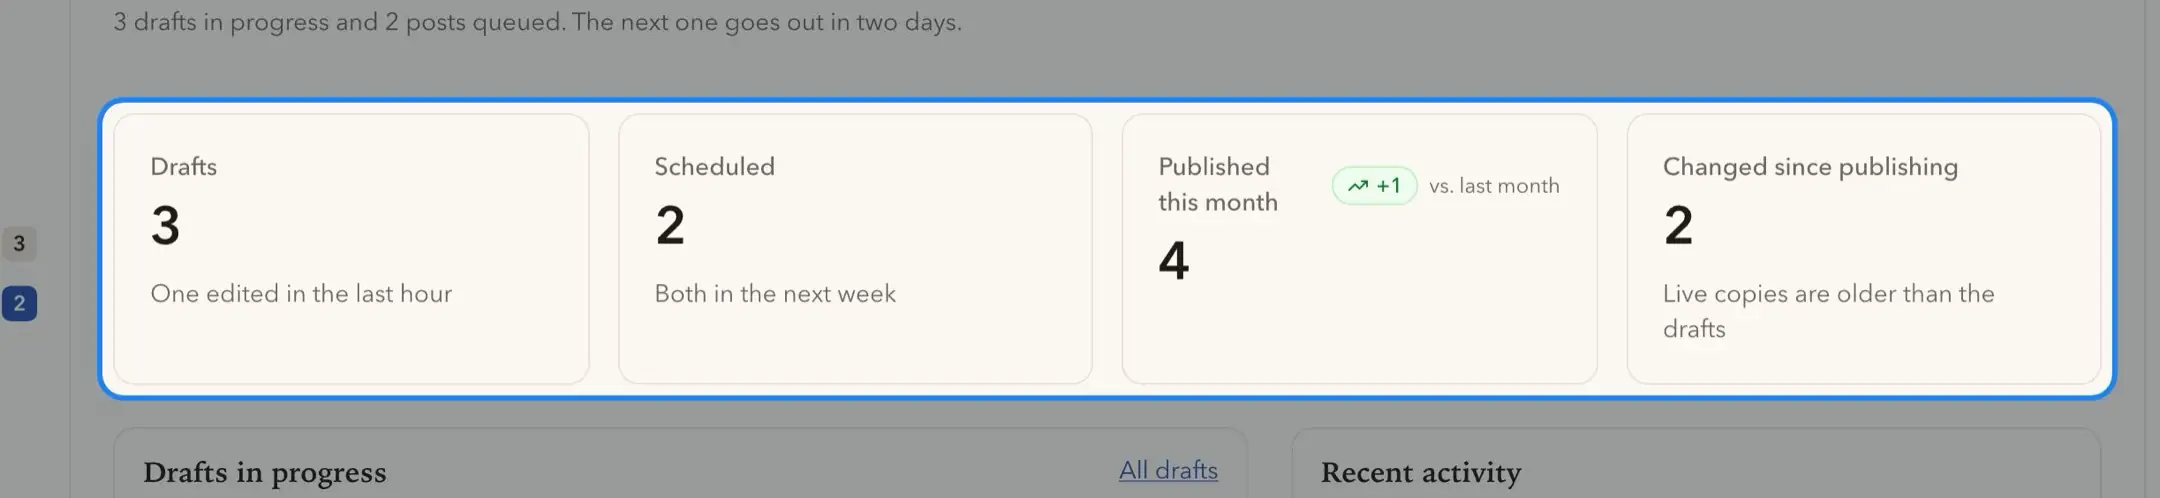 3 drafts in progress and 2 posts queued. The next one goes out in two days.
3
2
Drafts
3
One edited in the last hour
Scheduled
2
Both in the next week
Published
this month
4
+1 vs. last month
Changed since publishing
2
Live copies are older than the
drafts
Drafts in progress
All drafts
Recent activity